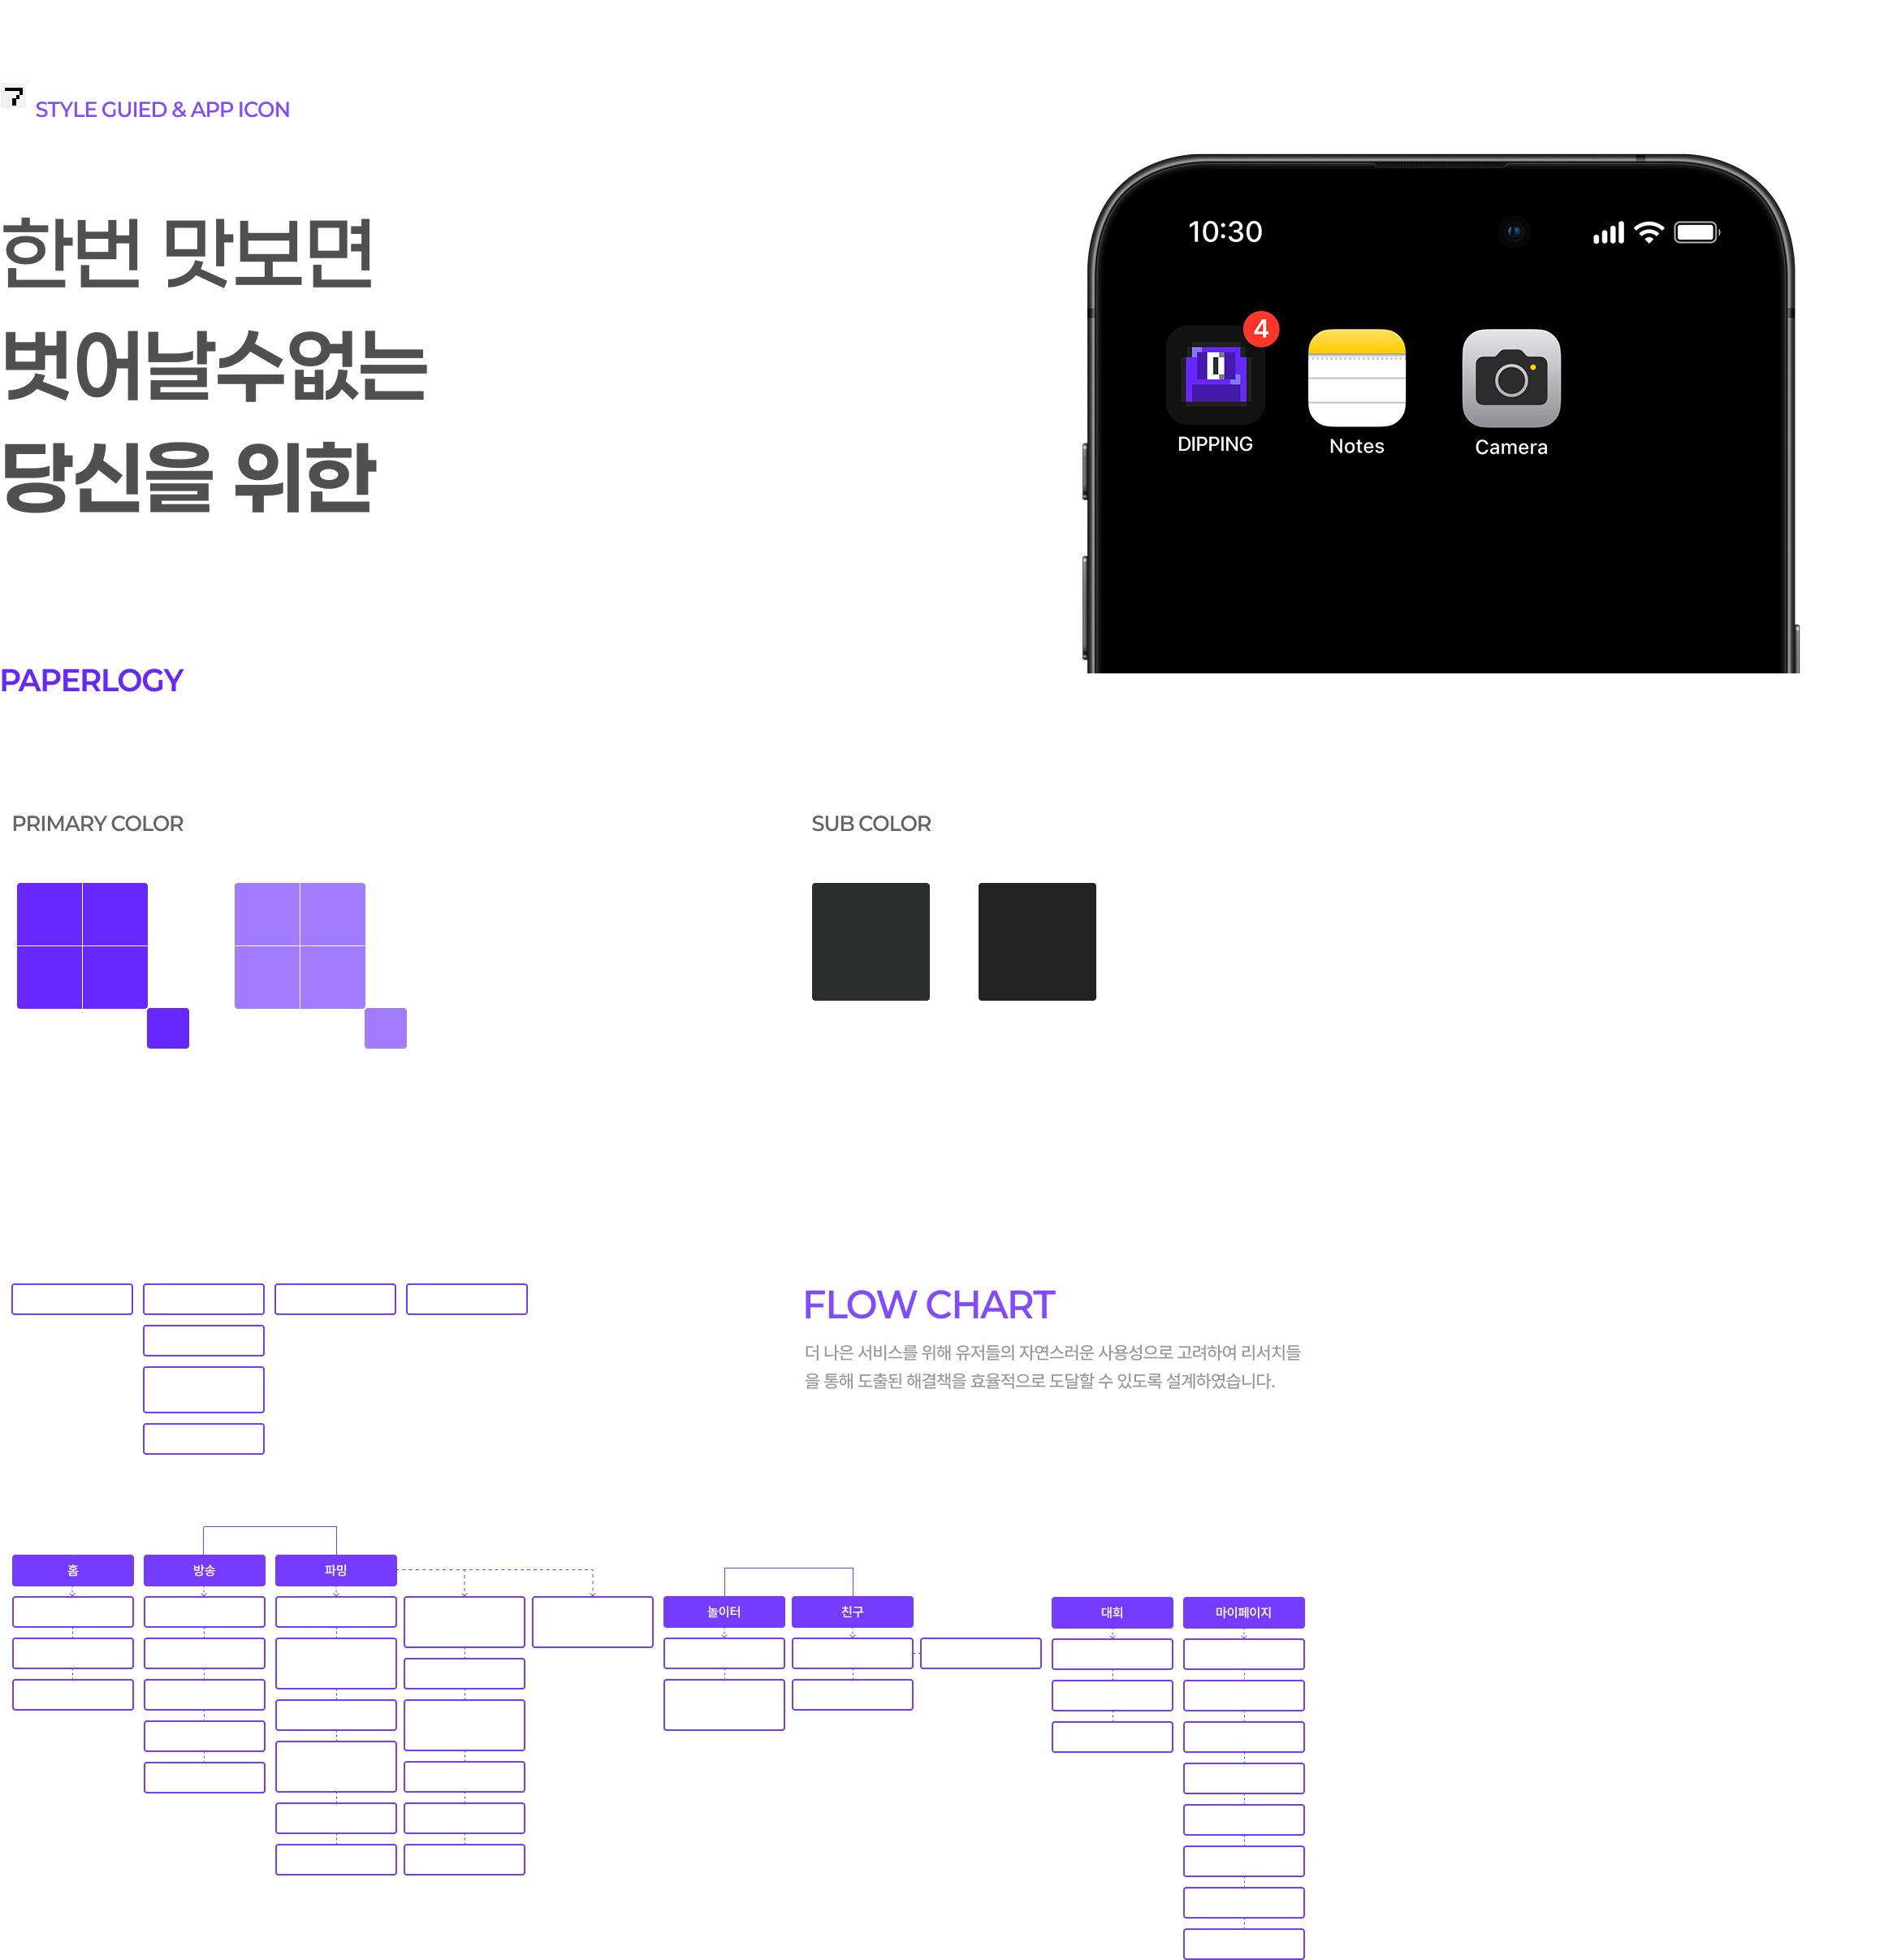 STYLE GUIED & APP ICON
한번 맛보면
벗어날수없는
당신을 위한
PAPERLOGY
10:30
4
DIPPING
Notes
Camera
PRIMARY COLOR
SUB COLOR
FLOW CHART
더 나은 서비스를 위해 유저들의 자연스러운 사용성으로 고려하여 리서치들
을 통해 도출된 해결책을 효율적으로 도달할 수 있도록 설계하였습니다.
홈
방송
파밍
놀이터
친구
대회
마이페이지